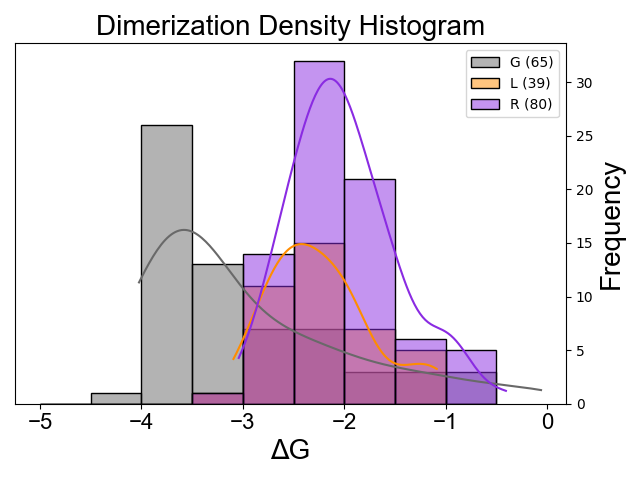 Dimerization Density Histogram
G (65)
L (39)
R (80)
30
25
20
15
10
5
0
Frequency
−5 −4 −3 −2 −1 0
ΔG